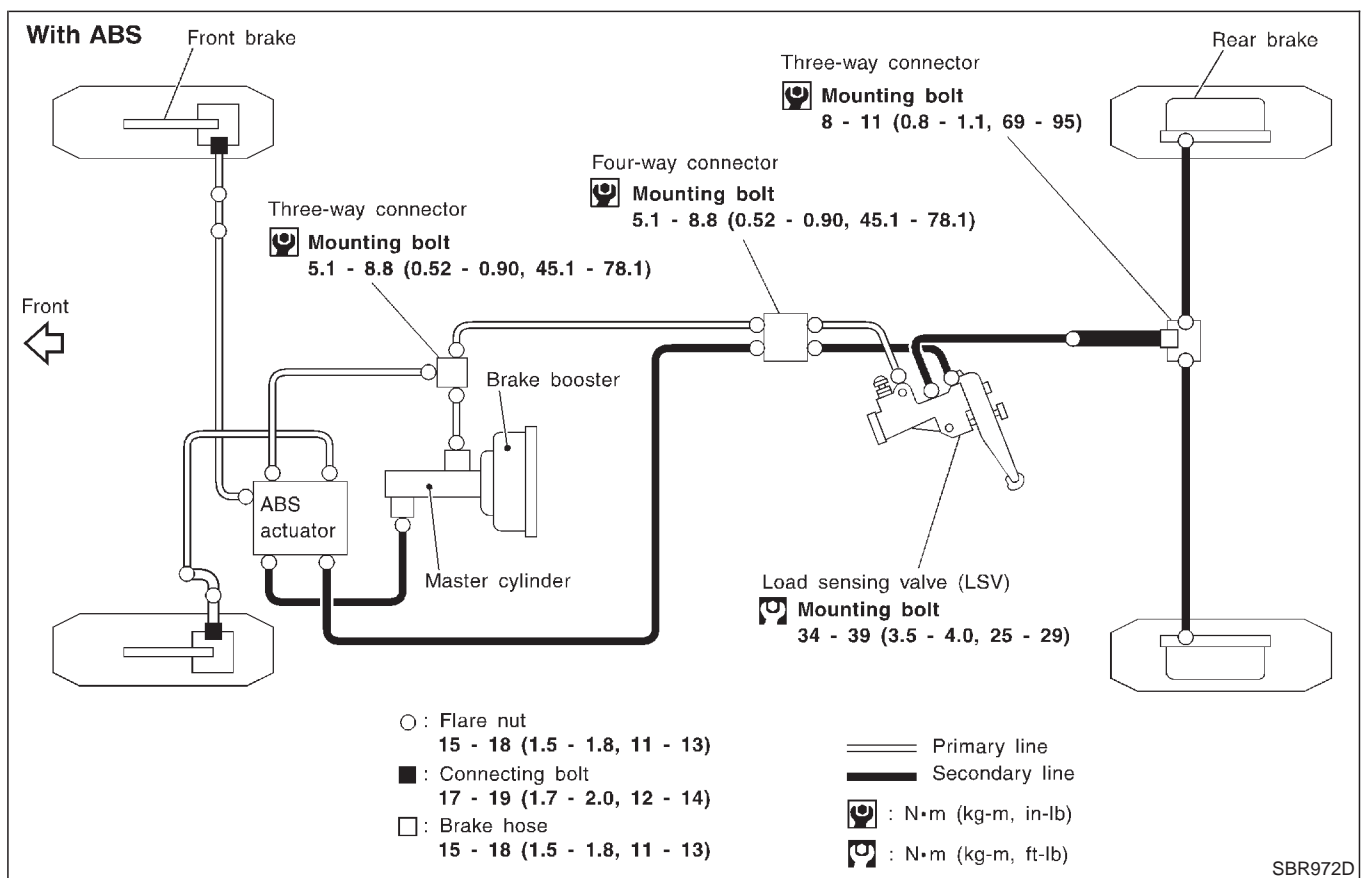 With ABS
Front brake
Rear brake
Three-way connector
Mounting bolt
8 - 11 (0.8 - 1.1, 69 - 95)
Four-way connector
Mounting bolt
5.1 - 8.8 (0.52 - 0.90, 45.1 - 78.1)
Three-way connector
Mounting bolt
5.1 - 8.8 (0.52 - 0.90, 45.1 - 78.1)
Front
Brake booster
ABS
actuator
Master cylinder
Load sensing valve (LSV)
Mounting bolt
34 - 39 (3.5 - 4.0, 25 - 29)
: Flare nut
15 - 18 (1.5 - 1.8, 11 - 13)
: Connecting bolt
17 - 19 (1.7 - 2.0, 12 - 14)
: Brake hose
15 - 18 (1.5 - 1.8, 11 - 13)
Primary line
Secondary line
: N•m (kg-m, in-lb)
: N•m (kg-m, ft-lb)
SBR972D